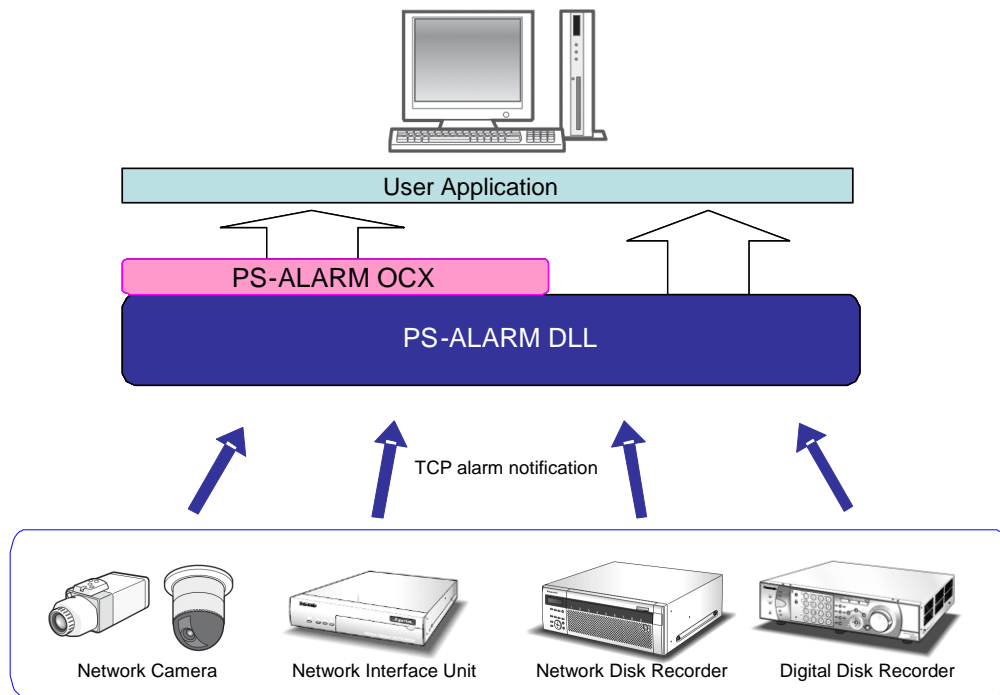 User Application
PS-ALARM OCX
PS-ALARM DLL
TCP alarm notification
Network Camera
Network Interface Unit
Network Disk Recorder
Digital Disk Recorder